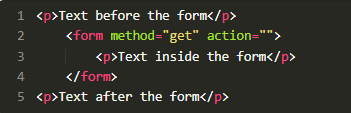 1 <p>Text before the form</p>
2     <form method="get" action="">
3         <p>Text inside the form</p>
4     </form>
5 <p>Text after the form</p>